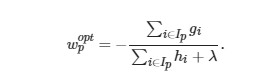 $w_p^{opt} = -\frac{\sum_{i \in I_p} g_i}{\sum_{i \in I_p} h_i + \lambda}.$